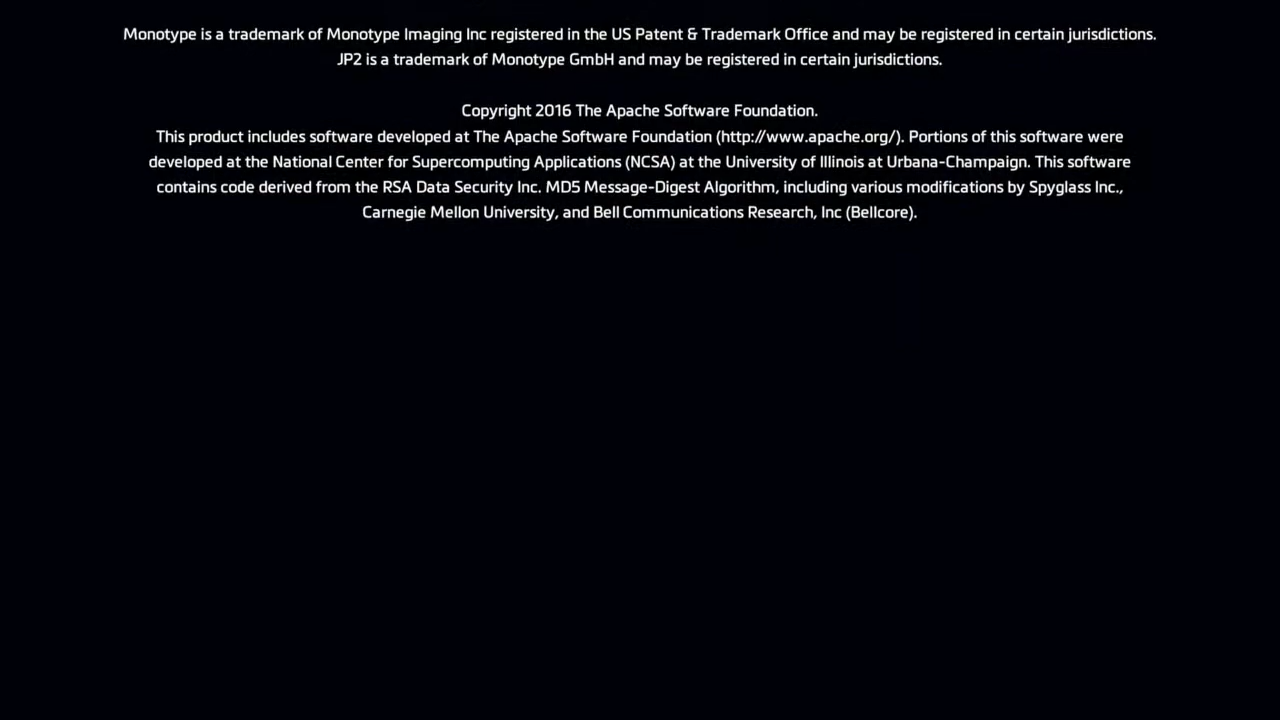 Monotype is a trademark of Monotype Imaging Inc registered in the US Patent & Trademark Office and may be registered in certain jurisdictions.
JP2 is a trademark of Monotype GmbH and may be registered in certain jurisdictions.
Copyright 2016 The Apache Software Foundation.
This product includes software developed at The Apache Software Foundation (http://www.apache.org/). Portions of this software were
developed at the National Center for Supercomputing Applications (NCSA) at the University of Illinois at Urbana-Champaign. This software
contains code derived from the RSA Data Security Inc. MD5 Message-Digest Algorithm, including various modifications by Spyglass Inc.,
Carnegie Mellon University, and Bell Communications Research, Inc (Bellcore).